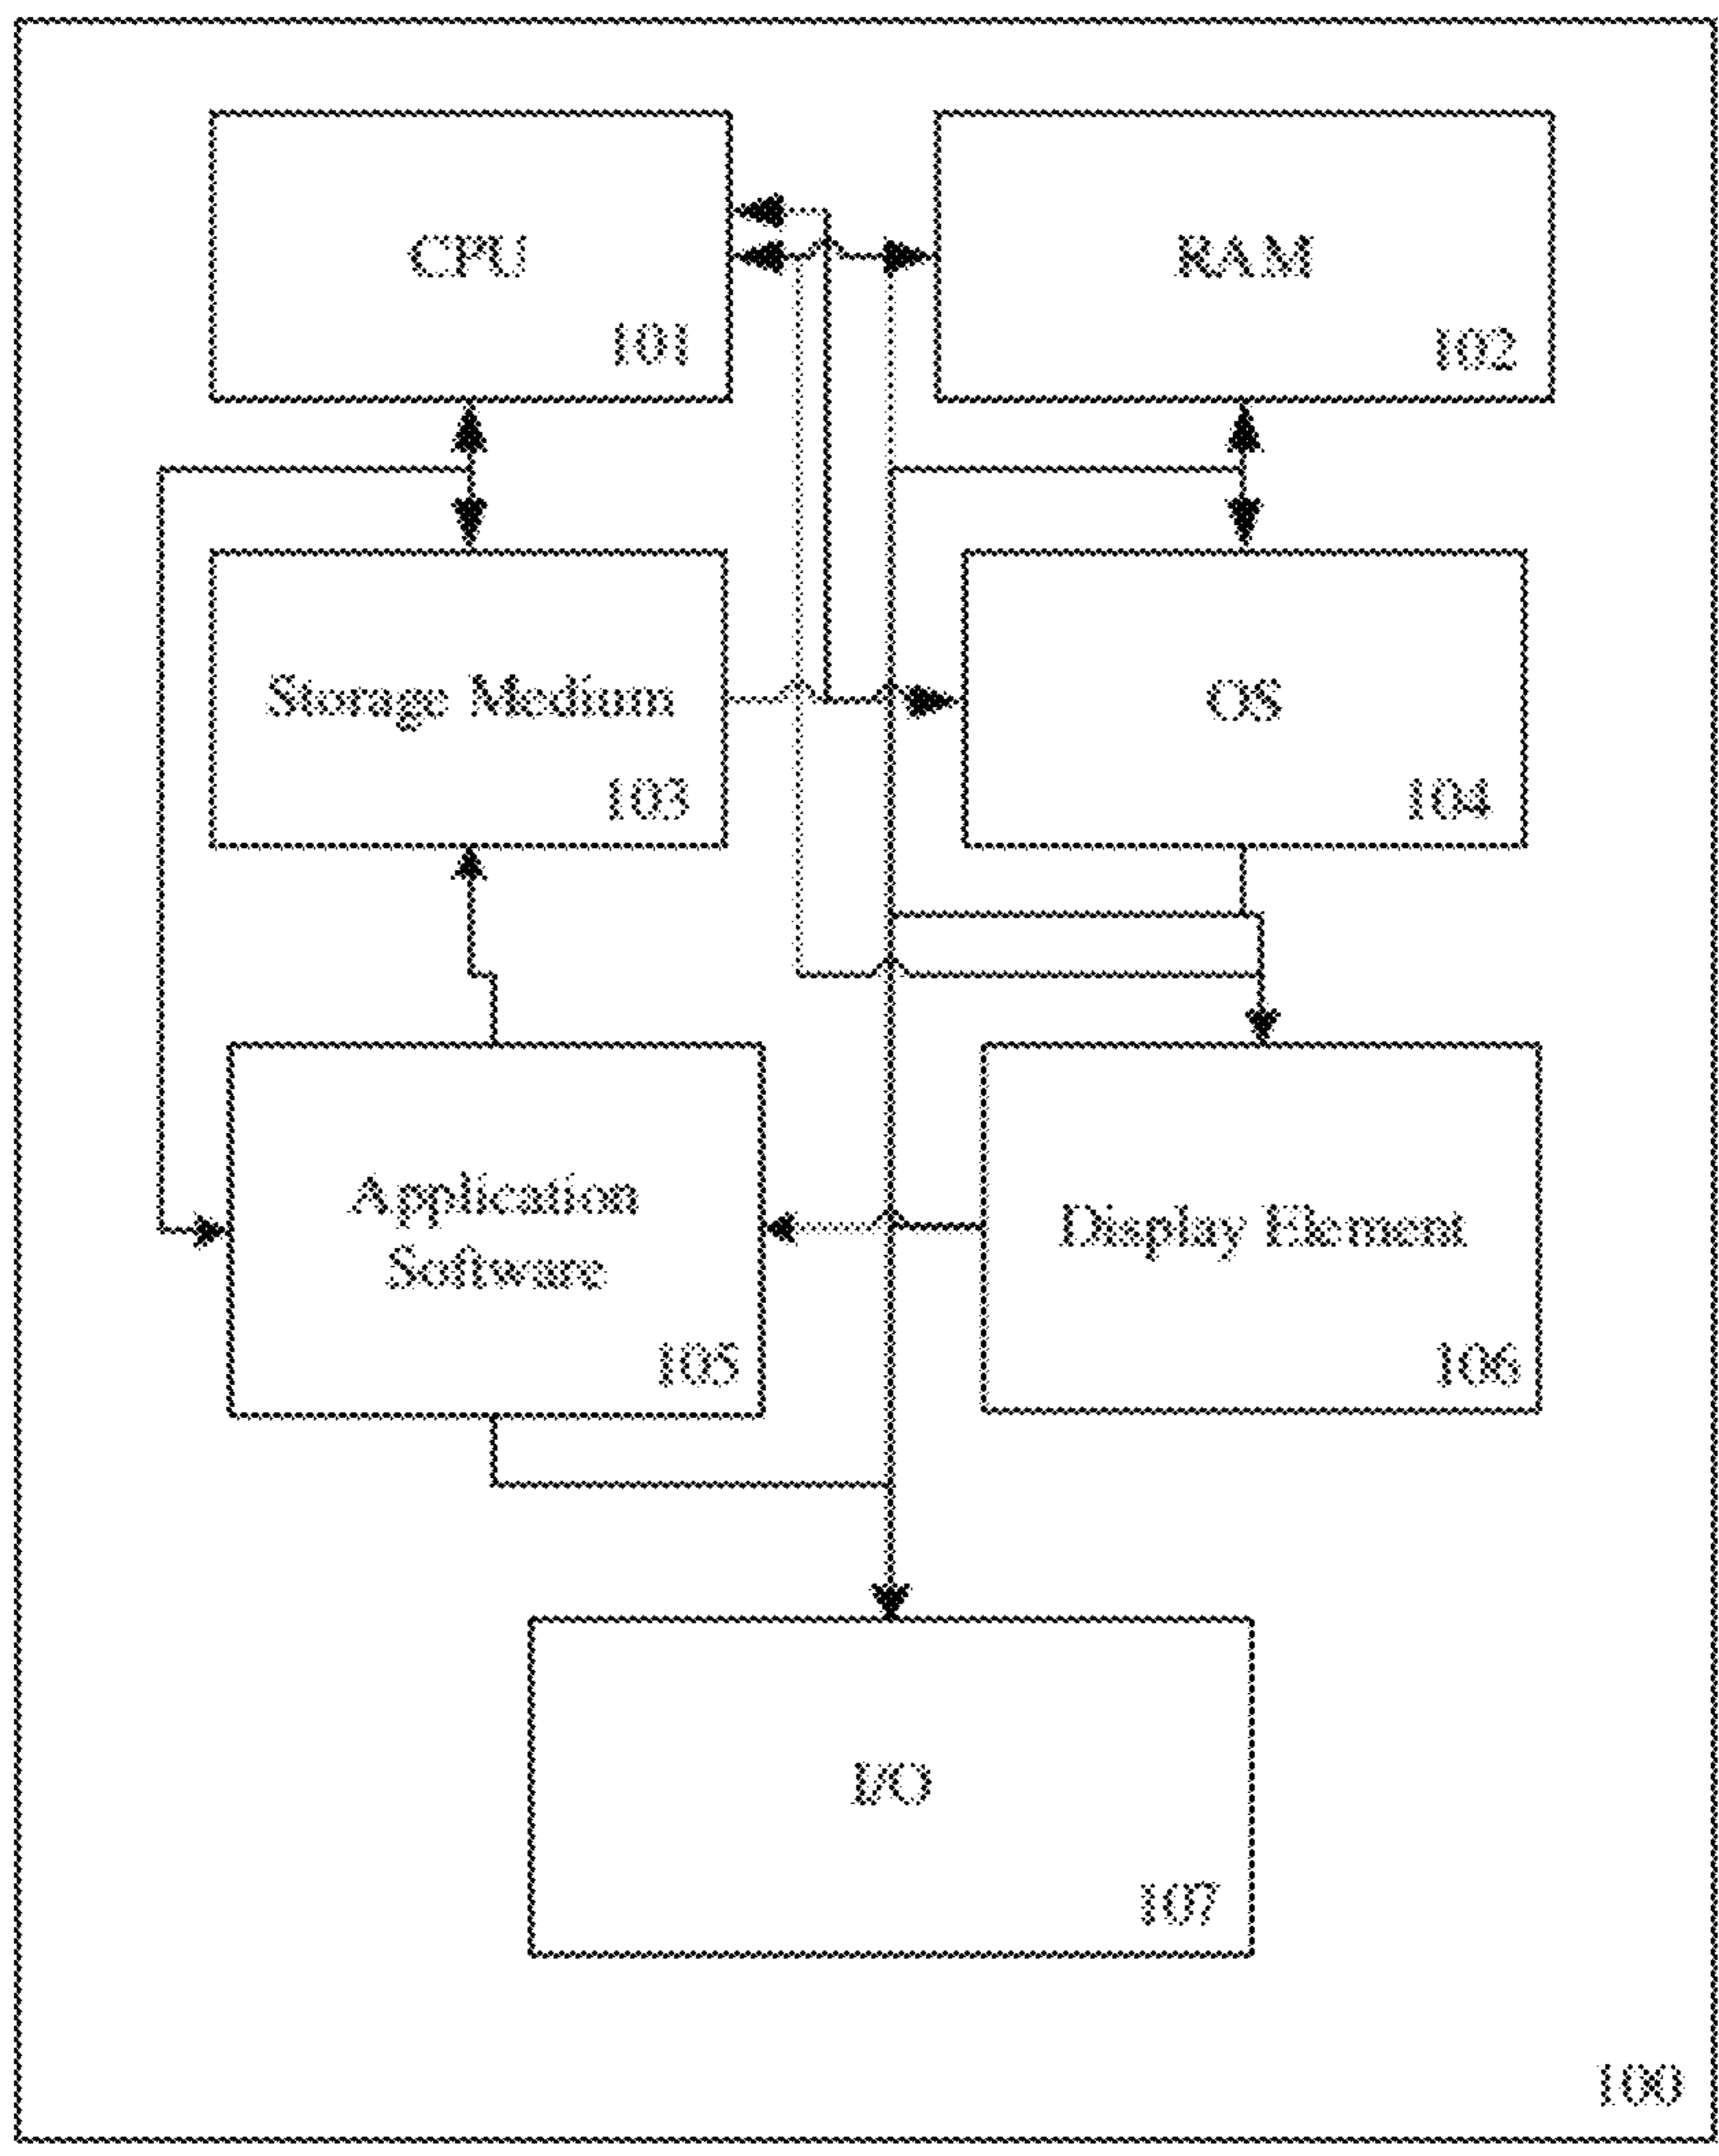 CPU
101
RAM
102
Storage Medium
103
OS
104
Application
Software
105
Display Element
106
I/O
107
100